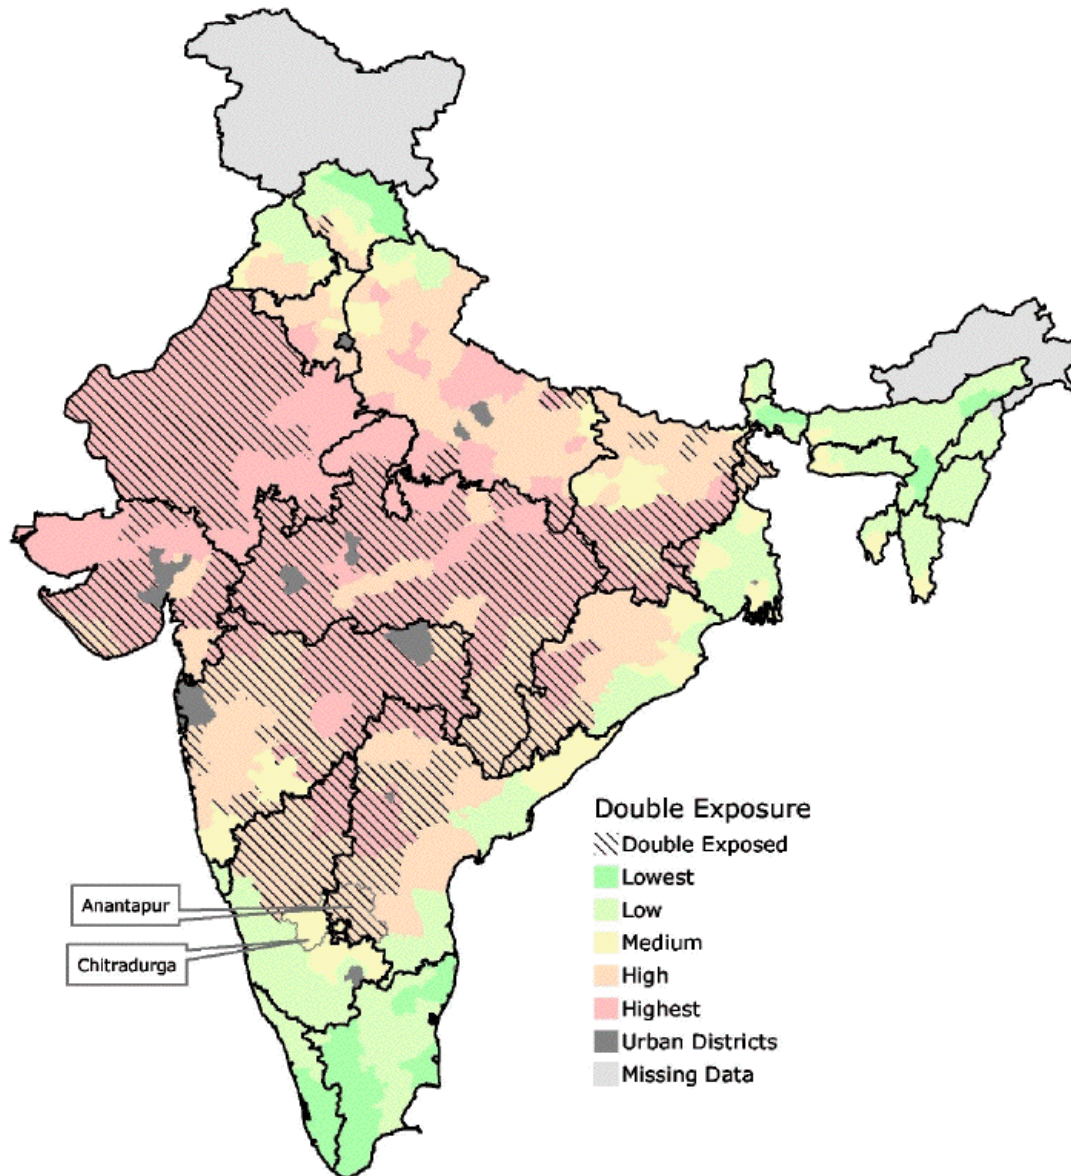 Anantapur
Chitradurga
Double Exposure
Double Exposed
Lowest
Low
Medium
High
Highest
Urban Districts
Missing Data